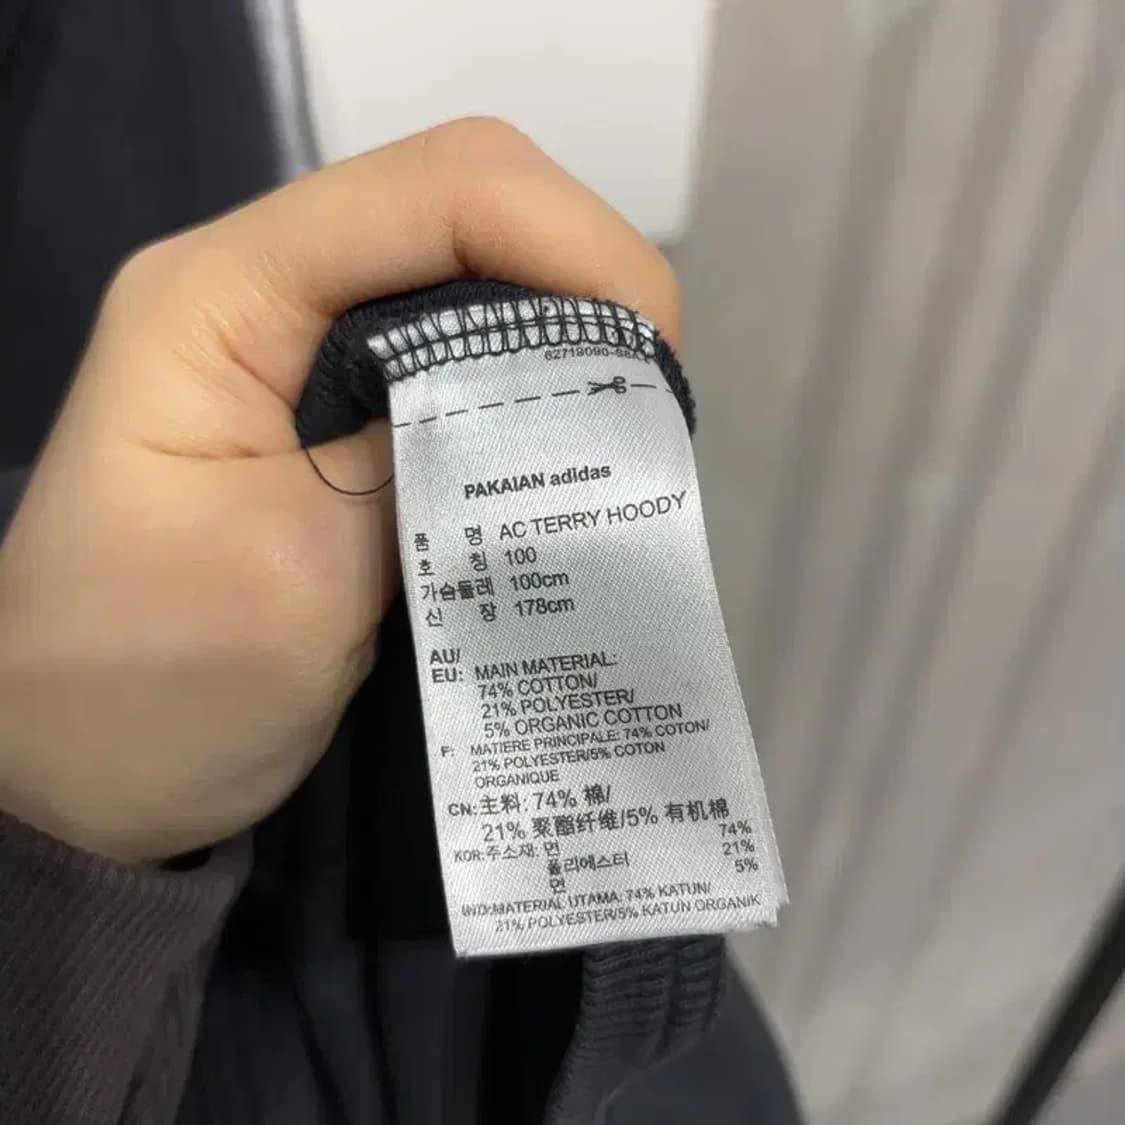 62719090-S8X
PAKAIAN adidas
품 명 AC TERRY HOODY
호 칭 100
가슴둘레 100cm
신 장 178cm
AU/
EU: MAIN MATERIAL:
74% COTTON/
21% POLYESTER/
5% ORGANIC COTTON
F: MATIERE PRINCIPALE: 74% COTON/
21% POLYESTER/5% COTON
ORGANIQUE
CN:主料: 74% 棉/
21% 聚酯纤维/5% 有机棉
KOR:주소재: 면 74%
폴리에스터 21%
면 5%
IND:MATERIAL UTAMA: 74% KATUN/
21% POLYESTER/5% KATUN ORGANIK